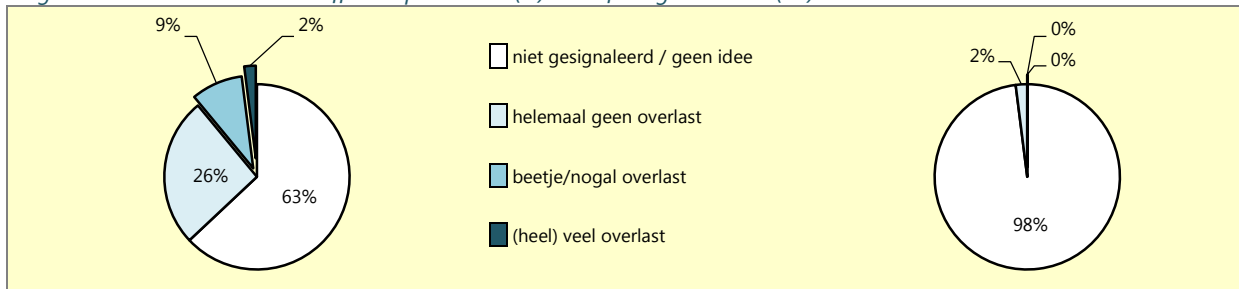 9%
2%
niet gesignaleerd / geen idee
helemaal geen overlast
beetje/nogal overlast
(heel) veel overlast
26%
63%
0%
2%
0%
98%